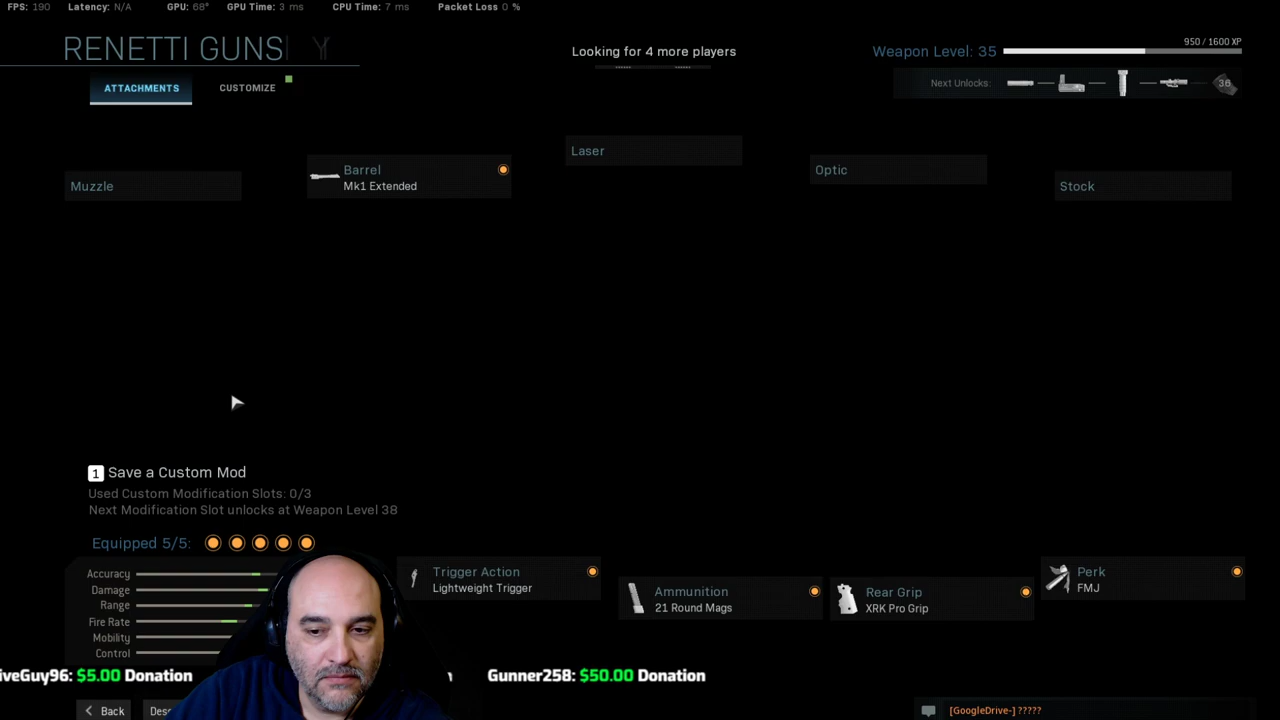 FPS: 190 Latency: N/A GPU: 68° GPU Time: 3 ms CPU Time: 7 ms Packet Loss 0 %
RENETTI GUNS
Looking for 4 more players
Weapon Level: 35
950 / 1600 XP
ATTACHMENTS
CUSTOMIZE
Next Unlocks:
36
Muzzle
Barrel
Mk1 Extended
Laser
Optic
Stock
1 Save a Custom Mod
Used Custom Modification Slots: 0/3
Next Modification Slot unlocks at Weapon Level 38
Equipped 5/5:
Accuracy
Damage
Range
Fire Rate
Mobility
Control
Trigger Action
Lightweight Trigger
Ammunition
21 Round Mags
Rear Grip
XRK Pro Grip
Perk
FMJ
iveGuy96: $5.00 Donation
Gunner258: $50.00 Donation
Back
[GoogleDrive-] ?????